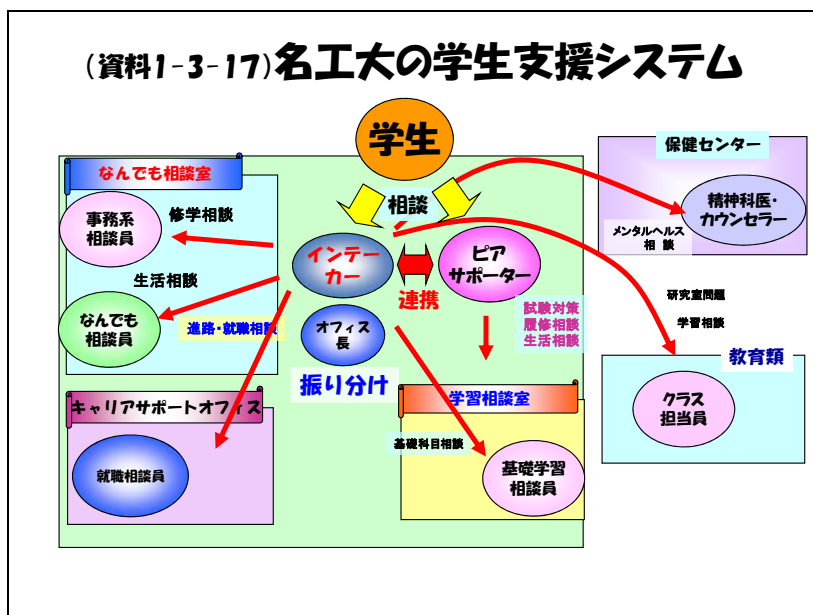 (資料1-3-17)名工大の学生支援システム
学生
相談
なんでも相談室
事務系
相談員
修学相談
生活相談
なんでも
相談員
進路・就職相談
インテー
カー
連携
ピア
サポーター
オフィス
長
振り分け
試験対策
履修相談
生活相談
保健センター
精神科医・
カウンセラー
メンタルヘルス
相 談
研究室問題
学習相談
教育類
クラス
担当員
キャリアサポートオフィス
就職相談員
学習相談室
基礎科目相談
基礎学習
相談員